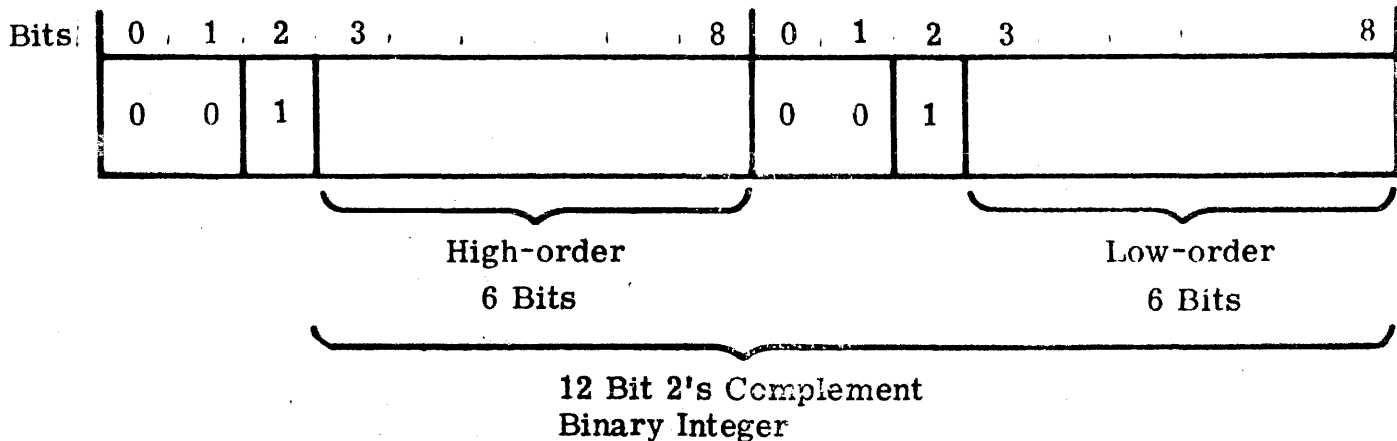 Bits 0 1 2 3 8 0 1 2 3 8
0 0 1 0 0 1
High-order Low-order
6 Bits 6 Bits
12 Bit 2's Complement
Binary Integer